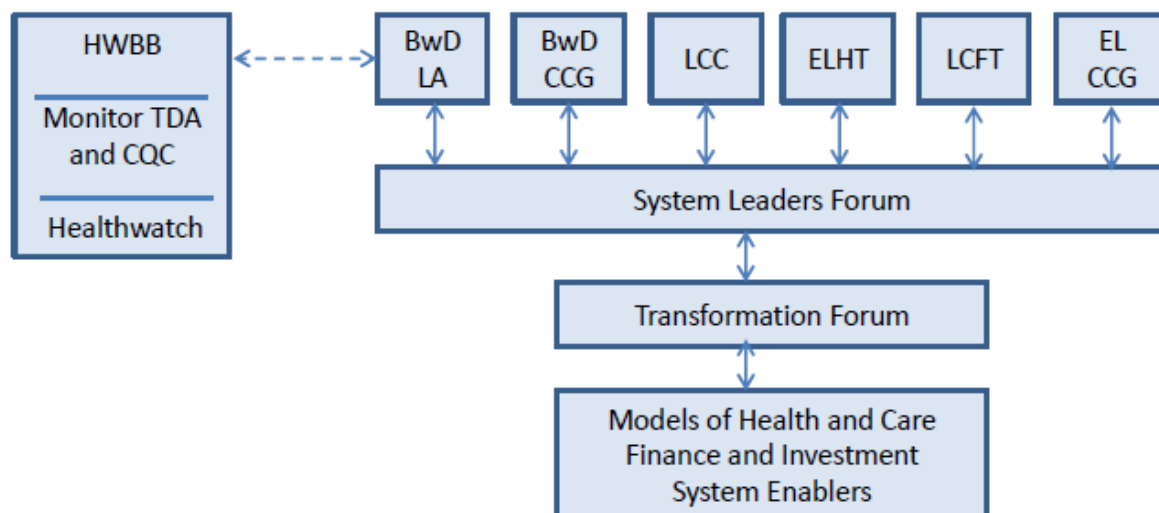 HWBB
Monitor TDA
and CQC
Healthwatch
BwD
LA
BwD
CCG
LCC
ELHT
LCFT
EL
CCG
System Leaders Forum
Transformation Forum
Models of Health and Care
Finance and Investment
System Enablers